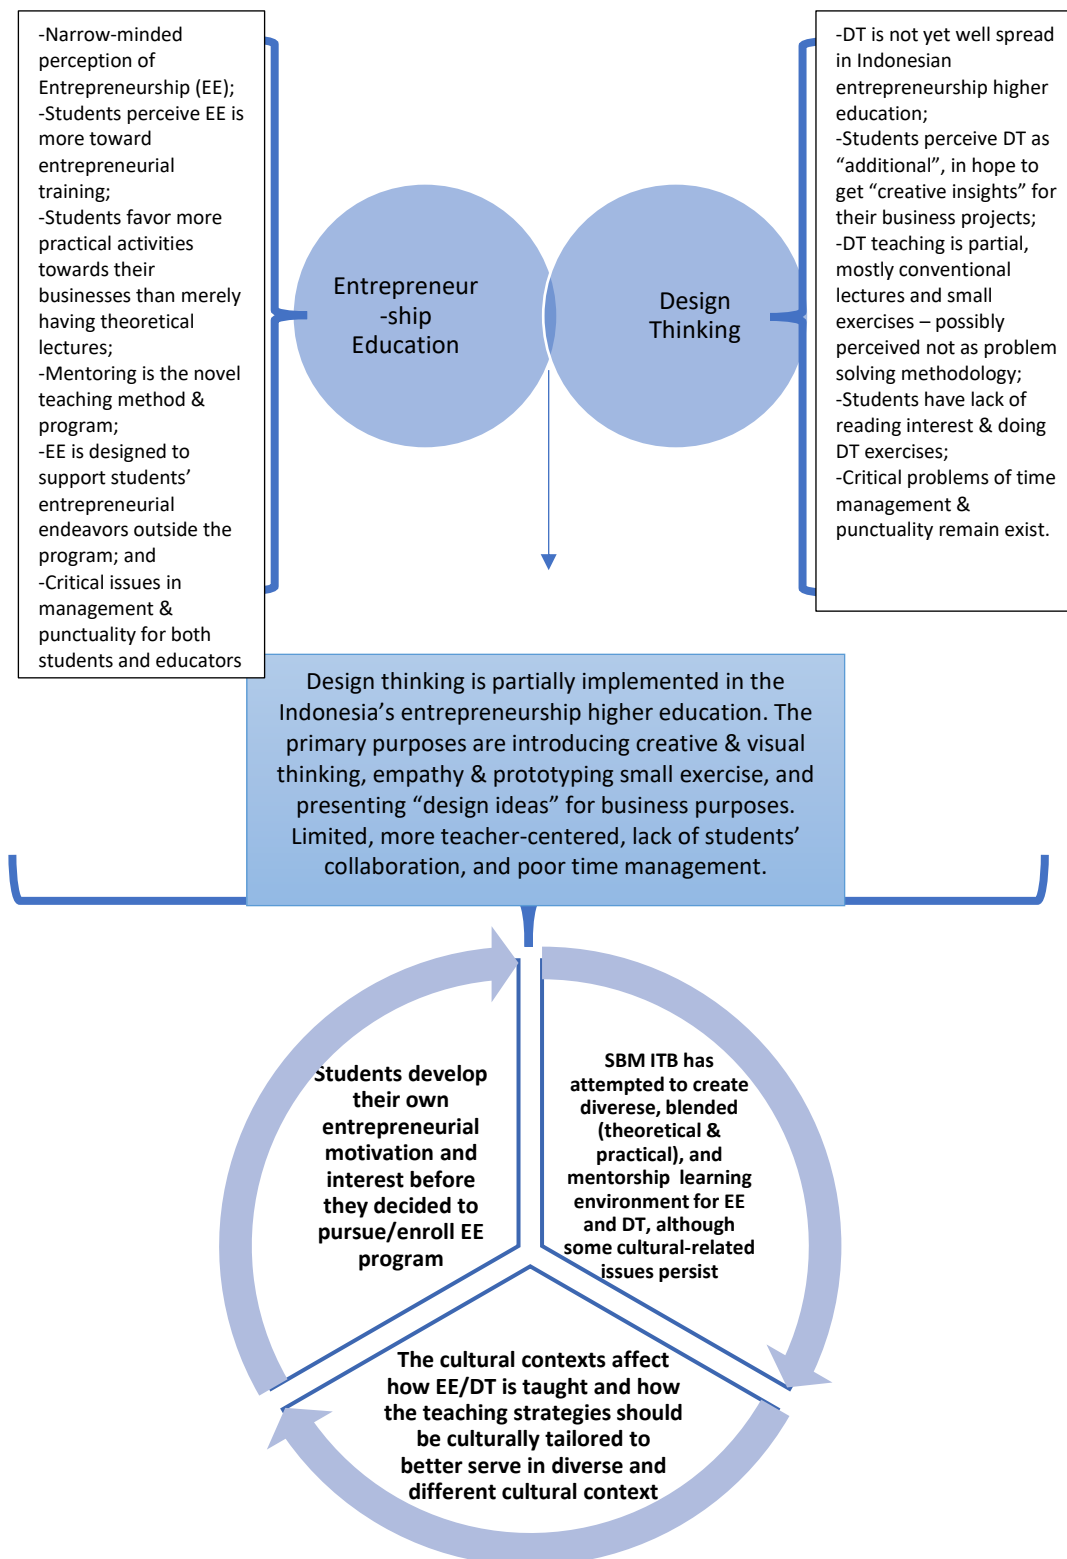 -Narrow-minded
perception of
Entrepreneurship (EE);
-Students perceive EE is
more toward
entrepreneurial
training;
-Students favor more
practical activities
towards their
businesses than merely
having theoretical
lectures;
-Mentoring is the novel
teaching method &
program;
-EE is designed to
support students’
entrepreneurial
endeavors outside the
program; and
-Critical issues in
management &
punctuality for both
students and educators
Entrepreneur
-ship
Education
Design
Thinking
-DT is not yet well spread
in Indonesian
entrepreneurship higher
education;
-Students perceive DT as
“additional”, in hope to
get “creative insights” for
their business projects;
-DT teaching is partial,
mostly conventional
lectures and small
exercises – possibly
perceived not as problem
solving methodology;
-Students have lack of
reading interest & doing
DT exercises;
-Critical problems of time
management &
punctuality remain exist.
Design thinking is partially implemented in the
Indonesia’s entrepreneurship higher education. The
primary purposes are introducing creative & visual
thinking, empathy & prototyping small exercise, and
presenting “design ideas” for business purposes.
Limited, more teacher-centered, lack of students’
collaboration, and poor time management.
Students develop
their own
entrepreneurial
motivation and
interest before
they decided to
pursue/enroll EE
program
SBM ITB has
attempted to create
diverese, blended
(theoretical &
practical), and
mentorship learning
environment for EE
and DT, although
some cultural-related
issues persist
The cultural contexts affect
how EE/DT is taught and how
the teaching strategies should
be culturally tailored to
better serve in diverse and
different cultural context